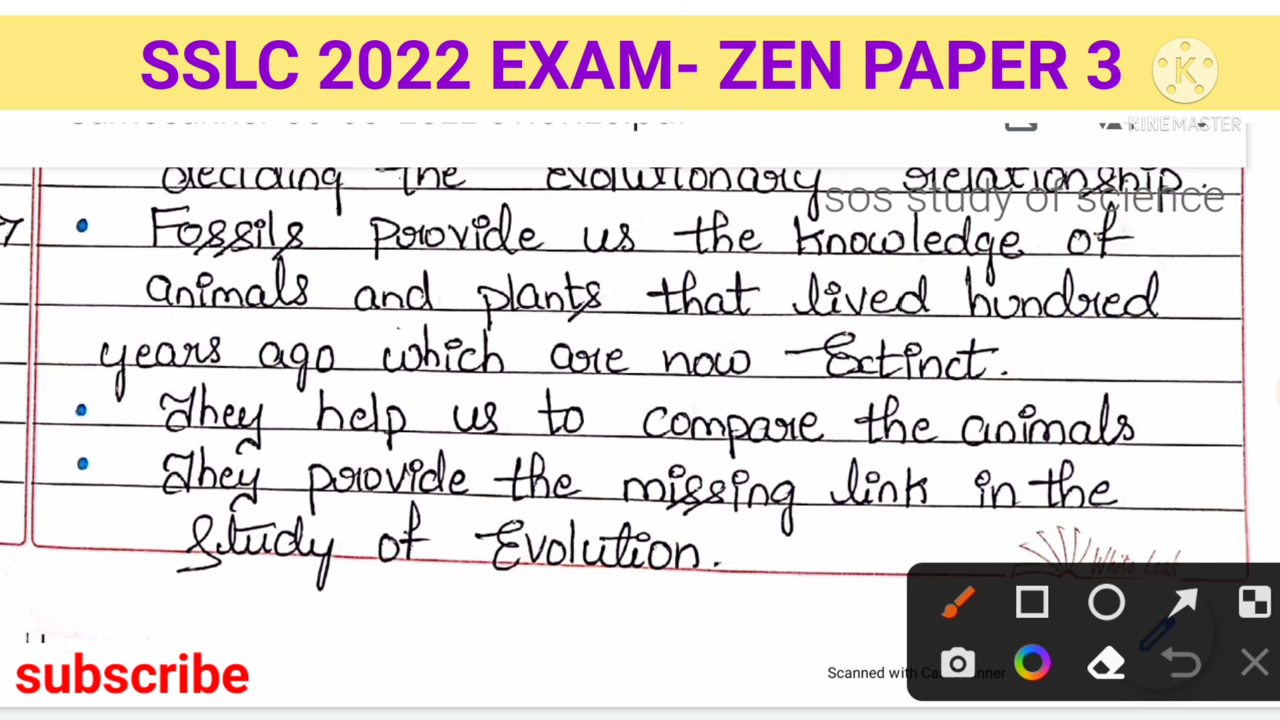 SSLC 2022 EXAM- ZEN PAPER 3
K
KINEMASTER
deciding the evolutionary relationship.
sos study of science
7
• Fossils provide us the knowledge of
animals and plants that lived hundred
years ago which are now Extinct.
• They help us to compare the animals
• They provide the missing link in the
Study of Evolution.
subscribe
Scanned with